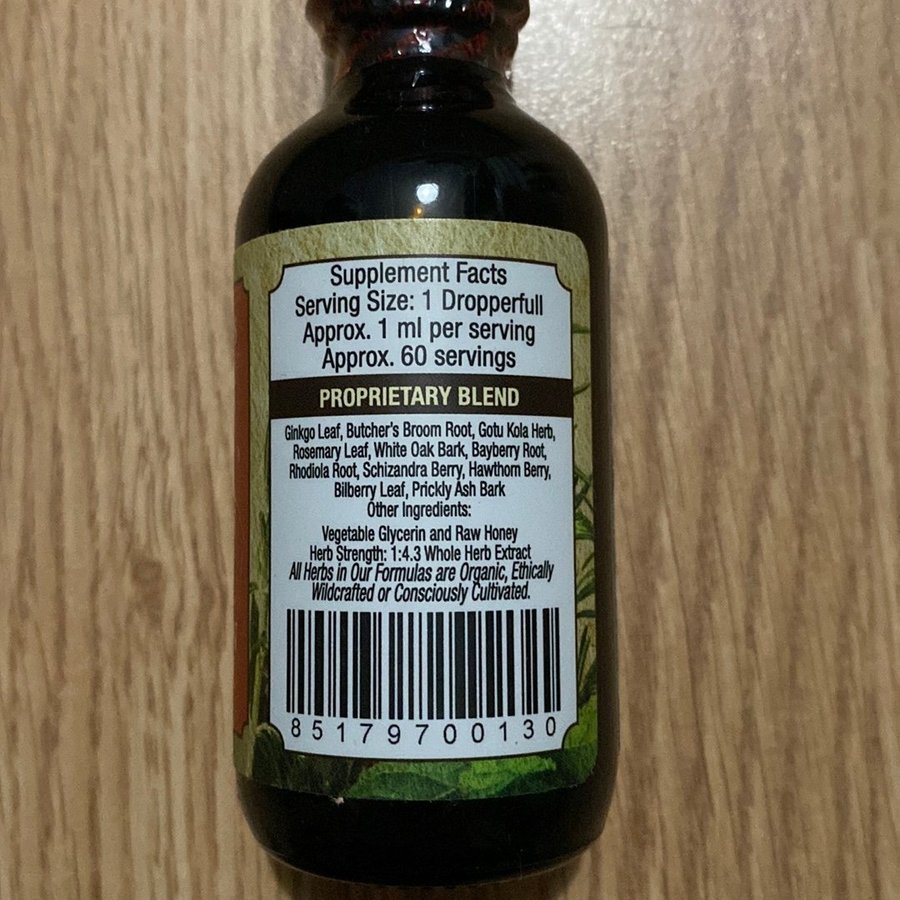 Supplement Facts
Serving Size: 1 Dropperfull
Approx. 1 ml per serving
Approx. 60 servings
PROPRIETARY BLEND
Ginkgo Leaf, Butcher's Broom Root, Gotu Kola Herb,
Rosemary Leaf, White Oak Bark, Bayberry Root,
Rhodiola Root, Schizandra Berry, Hawthorn Berry,
Bilberry Leaf, Prickly Ash Bark
Other Ingredients:
Vegetable Glycerin and Raw Honey
Herb Strength: 1:4.3 Whole Herb Extract
All Herbs in Our Formulas are Organic, Ethically
Wildcrafted or Consciously Cultivated.
85179700130